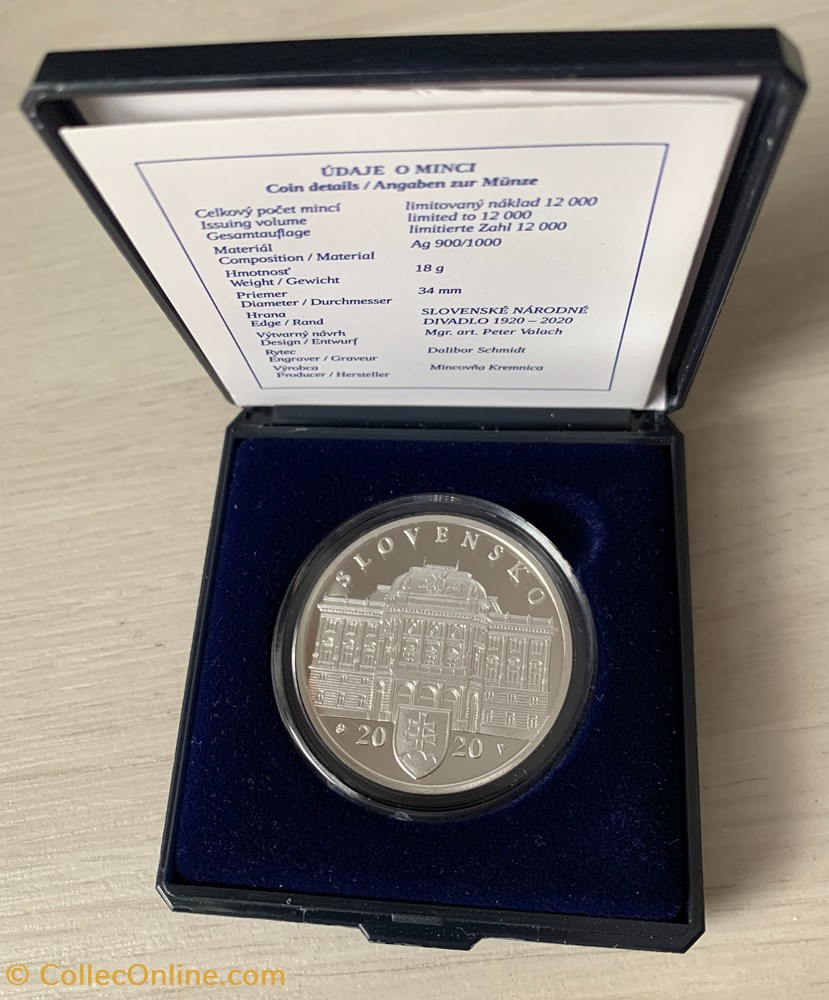 ÚDAJE O MINCI
Coin details / Angaben zur Münze
Celkový počet mincí limitovaný náklad 12 000
Issuing volume limited to 12 000
Gesamtauflage limitierte Zahl 12 000
Materiál Ag 900/1000
Composition / Material
Hmotnosť 18 g
Weight / Gewicht
Priemer 34 mm
Diameter / Durchmesser
Hrana SLOVENSKÉ NÁRODNÉ
Edge / Rand DIVADLO 1920 – 2020
Výtvarný návrh Mgr. art. Peter Valach
Design / Entwurf
Rytec Dalibor Schmidt
Engraver / Graveur
Výrobca Mincovňa Kremnica
Producer / Hersteller
SLOVENSKO
20 20
© CollecOnline.com